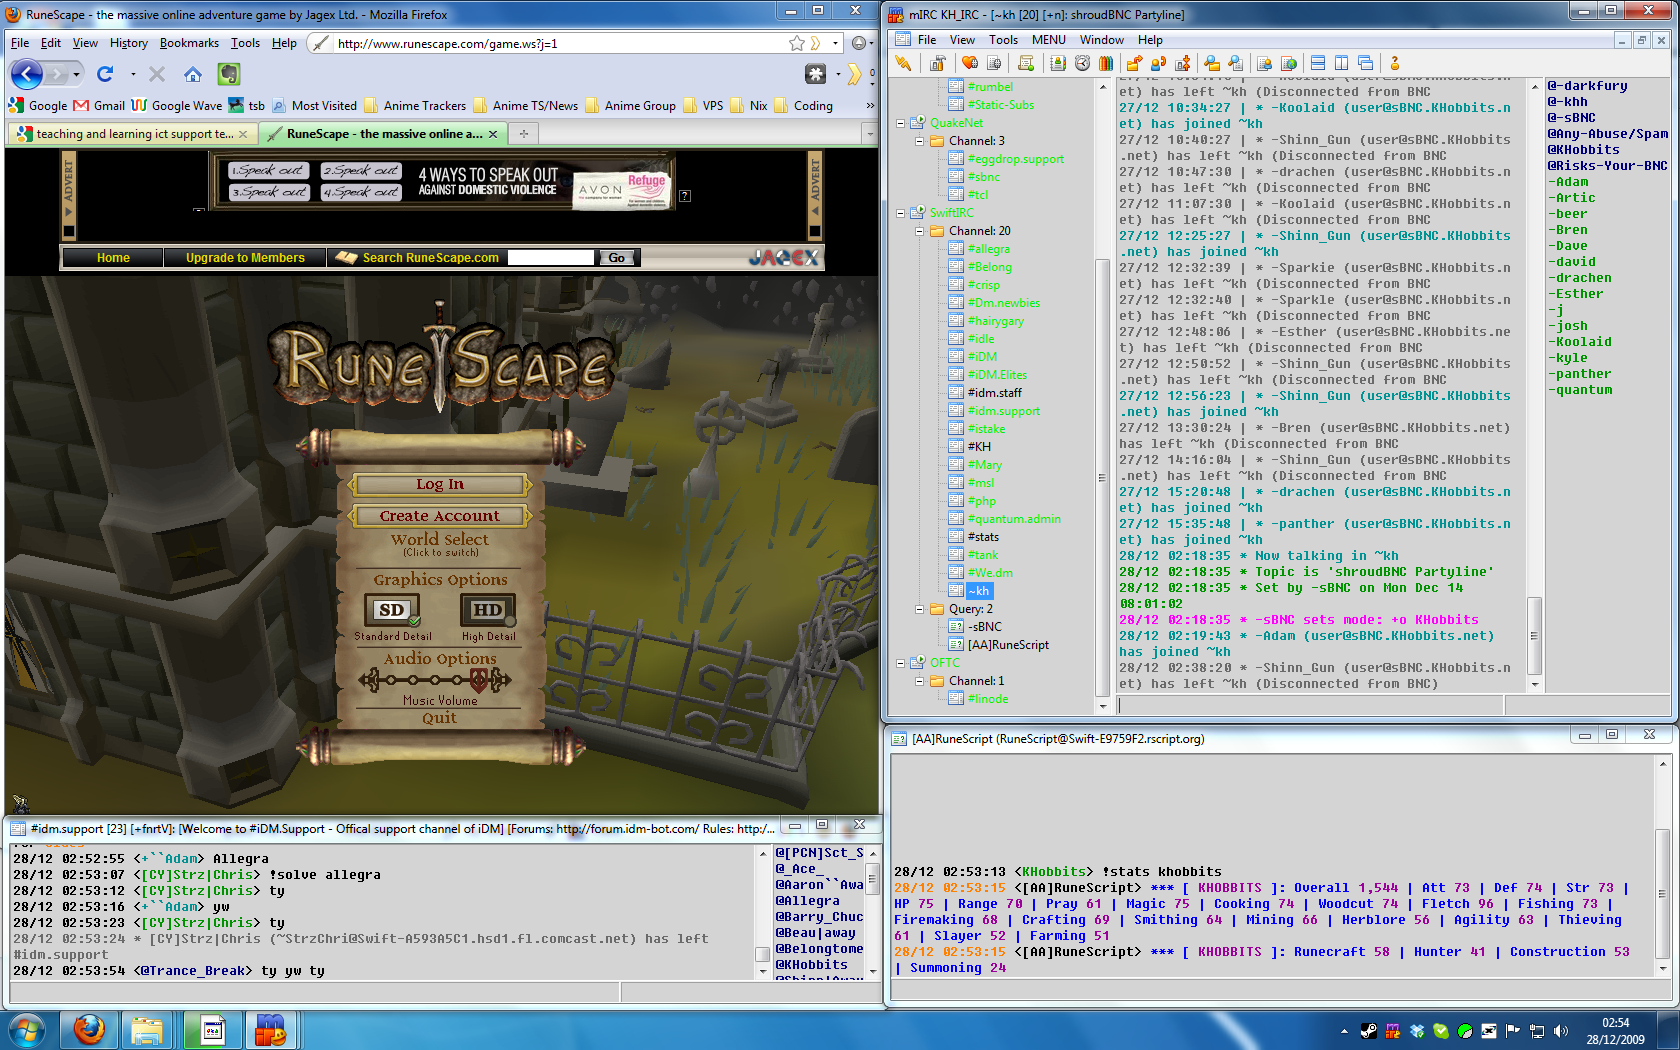 RuneScape - the massive online adventure game by Jagex Ltd. - Mozilla Firefox
File Edit View History Bookmarks Tools Help
http://www.runescape.com/game.ws?j=1
Google Gmail Google Wave tsb Most Visited Anime Trackers Anime TS/News Anime Group VPS Nix Coding
teaching and learning ict support te...
RuneScape - the massive online a...
ADVERT
1.Speak out 2.Speak out
3.Speak out 4.Speak out
4 WAYS TO SPEAK OUT
AGAINST DOMESTIC VIOLENCE
AVON
Refuge
ADVERT
Home
Upgrade to Members
Search RuneScape.com
Go
JAGEX
RUNESCAPE
Log In
Create Account
World Select
(Click to switch)
Graphics Options
SD HD
Standard Detail High Detail
Audio Options
Music Volume
Quit
mIRC KH_IRC - [~kh [20] [+n]: shroudBNC Partyline]
File View Tools MENU Window Help
#rumbel
#Static-Subs
QuakeNet
Channel: 3
#eggdrop.support
#sbnc
#tcl
SwiftIRC
Channel: 20
#allegra
#Belong
#crisp
#Dm.newbies
#hairygary
#idle
#iDM
#iDM.Elites
#idm.staff
#idm.support
#istake
#KH
#Mary
#msl
#php
#quantum.admin
#stats
#tank
#We.dm
~kh
Query: 2
-sBNC
[AA]RuneScript
OFTC
Channel: 1
#linode
et) has left ~kh (Disconnected from BNC)
27/12 10:34:27 | * -Koolaid (user@sBNC.KHobbits.n
et) has joined ~kh
27/12 10:40:27 | * -Shinn_Gun (user@sBNC.KHobbits
.net) has left ~kh (Disconnected from BNC
27/12 10:47:30 | * -drachen (user@sBNC.KHobbits.n
et) has left ~kh (Disconnected from BNC
27/12 11:07:30 | * -Koolaid (user@sBNC.KHobbits.n
et) has left ~kh (Disconnected from BNC
27/12 12:25:27 | * -Shinn_Gun (user@sBNC.KHobbits
.net) has joined ~kh
27/12 12:32:39 | * -Sparkie (user@sBNC.KHobbits.n
et) has left ~kh (Disconnected from BNC
27/12 12:32:40 | * -Sparkle (user@sBNC.KHobbits.n
et) has left ~kh (Disconnected from BNC
27/12 12:48:06 | * -Esther (user@sBNC.KHobbits.ne
t) has left ~kh (Disconnected from BNC
27/12 12:50:52 | * -Shinn_Gun (user@sBNC.KHobbits
.net) has left ~kh (Disconnected from BNC
27/12 12:56:23 | * -Shinn_Gun (user@sBNC.KHobbits
.net) has joined ~kh
27/12 13:30:24 | * -Bren (user@sBNC.KHobbits.net)
has left ~kh (Disconnected from BNC
27/12 14:16:04 | * -Shinn_Gun (user@sBNC.KHobbits
.net) has left ~kh (Disconnected from BNC
27/12 15:20:48 | * -drachen (user@sBNC.KHobbits.n
et) has joined ~kh
27/12 15:35:48 | * -panther (user@sBNC.KHobbits.n
et) has joined ~kh
28/12 02:18:35 * Now talking in ~kh
28/12 02:18:35 * Topic is 'shroudBNC Partyline'
28/12 02:18:35 * Set by -sBNC on Mon Dec 14
08:01:02
28/12 02:18:35 * -sBNC sets mode: +o KHobbits
28/12 02:19:43 * -Adam (user@sBNC.KHobbits.net)
has joined ~kh
28/12 02:38:20 * -Shinn_Gun (user@sBNC.KHobbits.n
et) has left ~kh (Disconnected from BNC)
@-darkfury
@-khh
@-sBNC
@Any-Abuse/Spam
@KHobbits
@Risks-Your-BNC
-Adam
-Artic
-beer
-Bren
-Dave
-david
-drachen
-Esther
-j
-josh
-Koolaid
-kyle
-panther
-quantum
#idm.support [23] [+fnrtV]: [Welcome to #iDM.Support - Offical support channel of iDM] [Forums: http://forum.idm-bot.com/ Rules: http:/...
28/12 02:52:55 <+``Adam> Allegra
28/12 02:53:07 <[CY]Strz|Chris> !solve allegra
28/12 02:53:12 <[CY]Strz|Chris> ty
28/12 02:53:16 <+``Adam> yw
28/12 02:53:23 <[CY]Strz|Chris> ty
28/12 02:53:24 * [CY]Strz|Chris (~StrzChri@Swift-A593A5C1.hsd1.fl.comcast.net) has left
#idm.support
28/12 02:53:54 <@Trance_Break> ty yw ty
@[PCN]Sct_S
@_Ace_
@Aaron``Awa
@Allegra
@Barry_Chuc
@Beau|away
@Belongtome
@KHobbits
[AA]RuneScript (RuneScript@Swift-E9759F2.rscript.org)
28/12 02:53:13 <KHobbits> !stats khobbits
28/12 02:53:15 <[AA]RuneScript> *** [ KHOBBITS ]: Overall 1,544 | Att 73 | Def 74 | Str 73 |
HP 75 | Range 70 | Pray 61 | Magic 75 | Cooking 74 | Woodcut 74 | Fletch 96 | Fishing 73 |
Firemaking 68 | Crafting 69 | Smithing 64 | Mining 66 | Herblore 56 | Agility 63 | Thieving
61 | Slayer 52 | Farming 51
28/12 02:53:15 <[AA]RuneScript> *** [ KHOBBITS ]: Runecraft 58 | Hunter 41 | Construction 53
| Summoning 24
02:54
28/12/2009